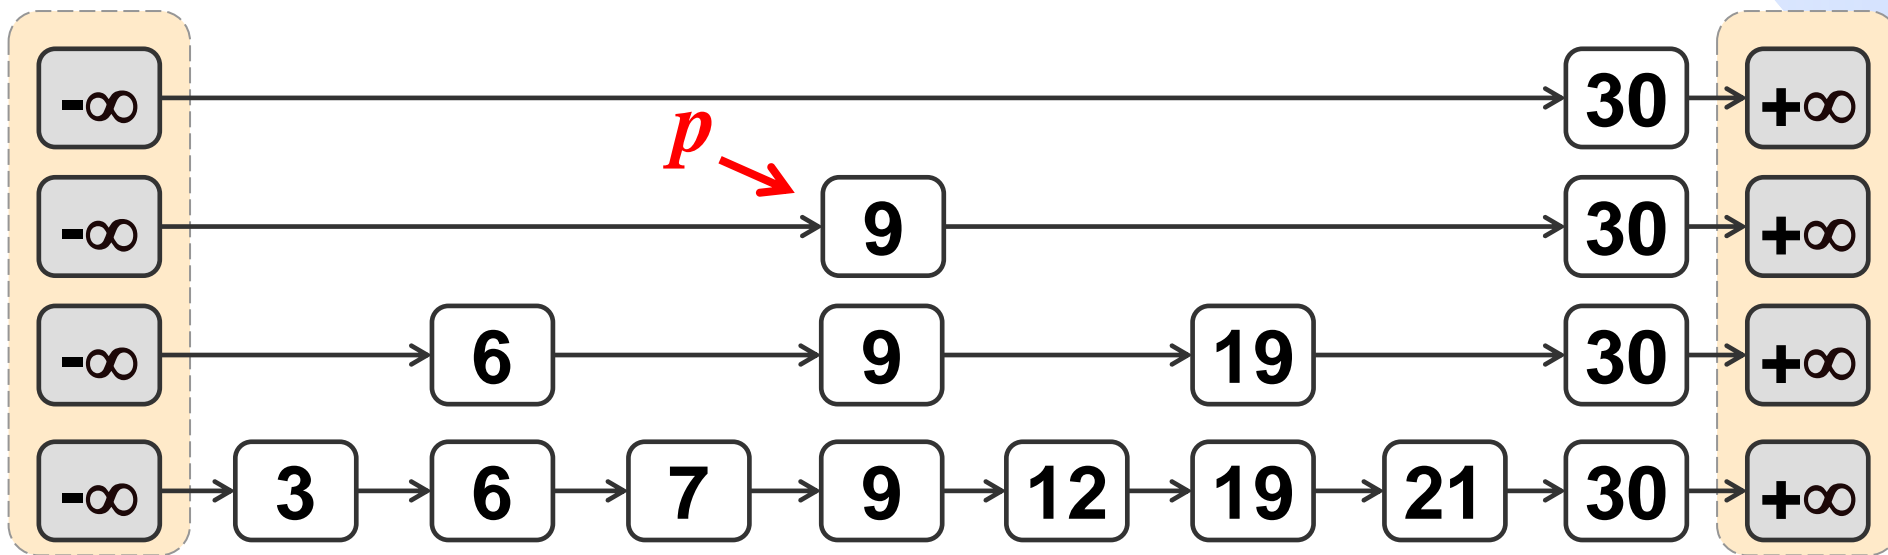 -∞ 30 +∞
p
-∞ 9 30 +∞
-∞ 6 9 19 30 +∞
-∞ 3 6 7 9 12 19 21 30 +∞